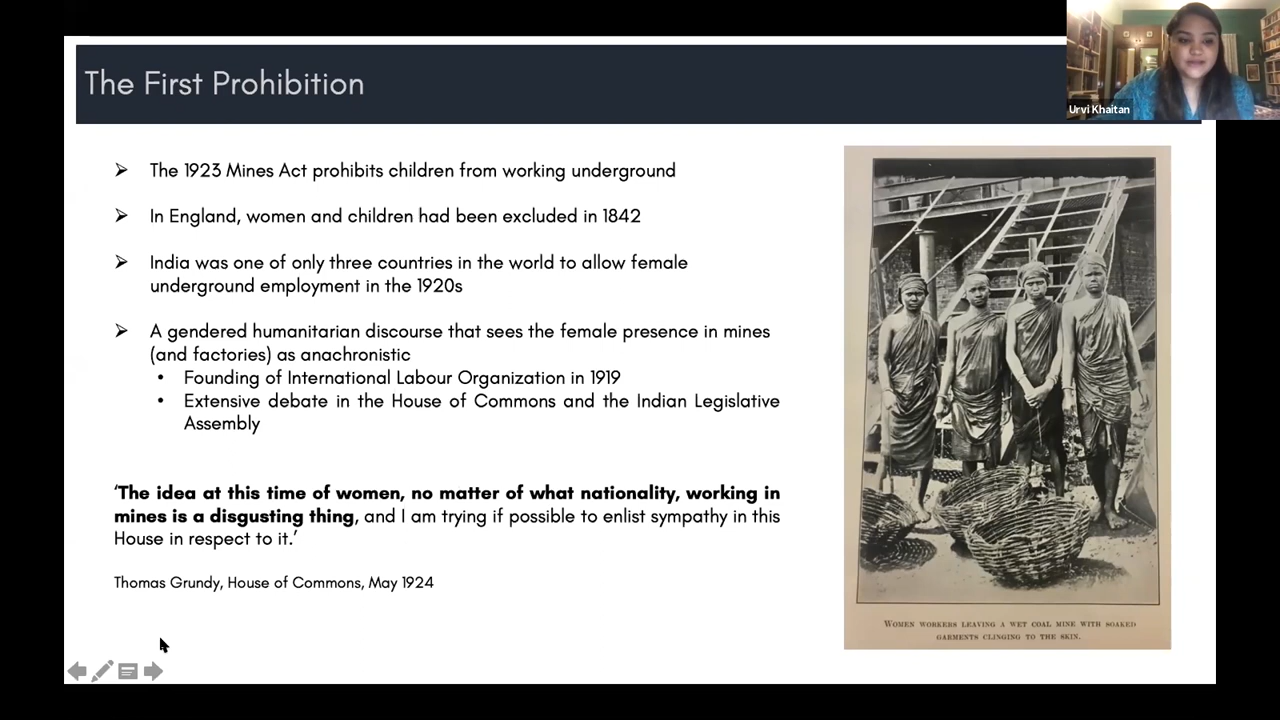 The First Prohibition
Urvi Khaitan
➢ The 1923 Mines Act prohibits children from working underground
➢ In England, women and children had been excluded in 1842
➢ India was one of only three countries in the world to allow female
underground employment in the 1920s
➢ A gendered humanitarian discourse that sees the female presence in mines
(and factories) as anachronistic
• Founding of International Labour Organization in 1919
• Extensive debate in the House of Commons and the Indian Legislative
Assembly
‘The idea at this time of women, no matter of what nationality, working in
mines is a disgusting thing, and I am trying if possible to enlist sympathy in this
House in respect to it.’
Thomas Grundy, House of Commons, May 1924
Women workers leaving a wet coal mine with soaked
garments clinging to the skin.